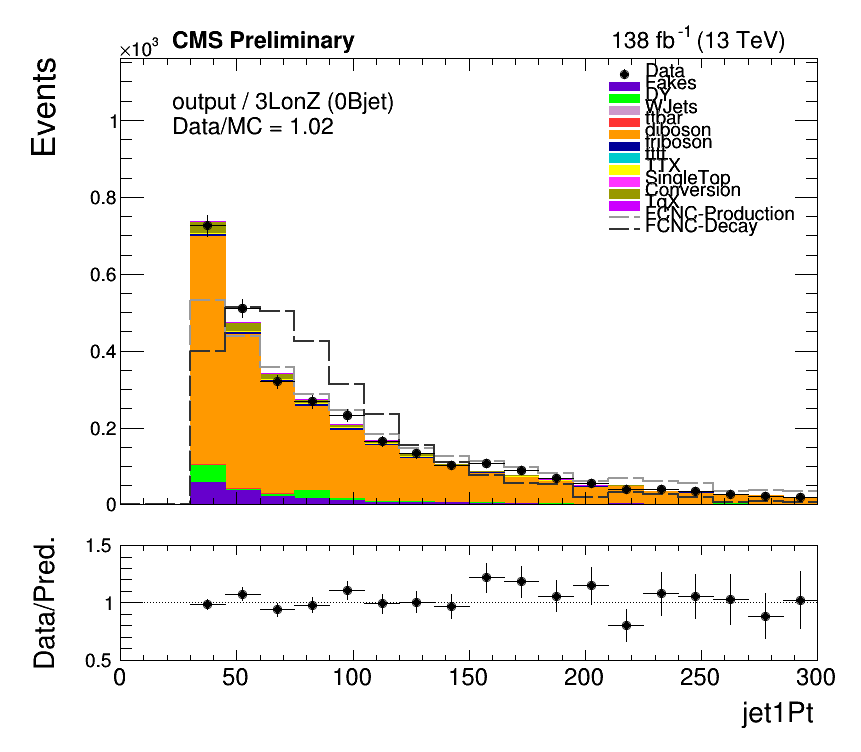 ×10³ CMS Preliminary 138 fb⁻¹ (13 TeV)
Events
output / 3LonZ (0Bjet)
Data/MC = 1.02
Data
Fakes
DY
WJets
ttbar
diboson
triboson
tttt
TTX
SingleTop
Conversion
TqX
FCNC-Production
FCNC-Decay
1
0.8
0.6
0.4
0.2
0
Data/Pred.
1.5
1
0.5
0 50 100 150 200 250 300
jet1Pt